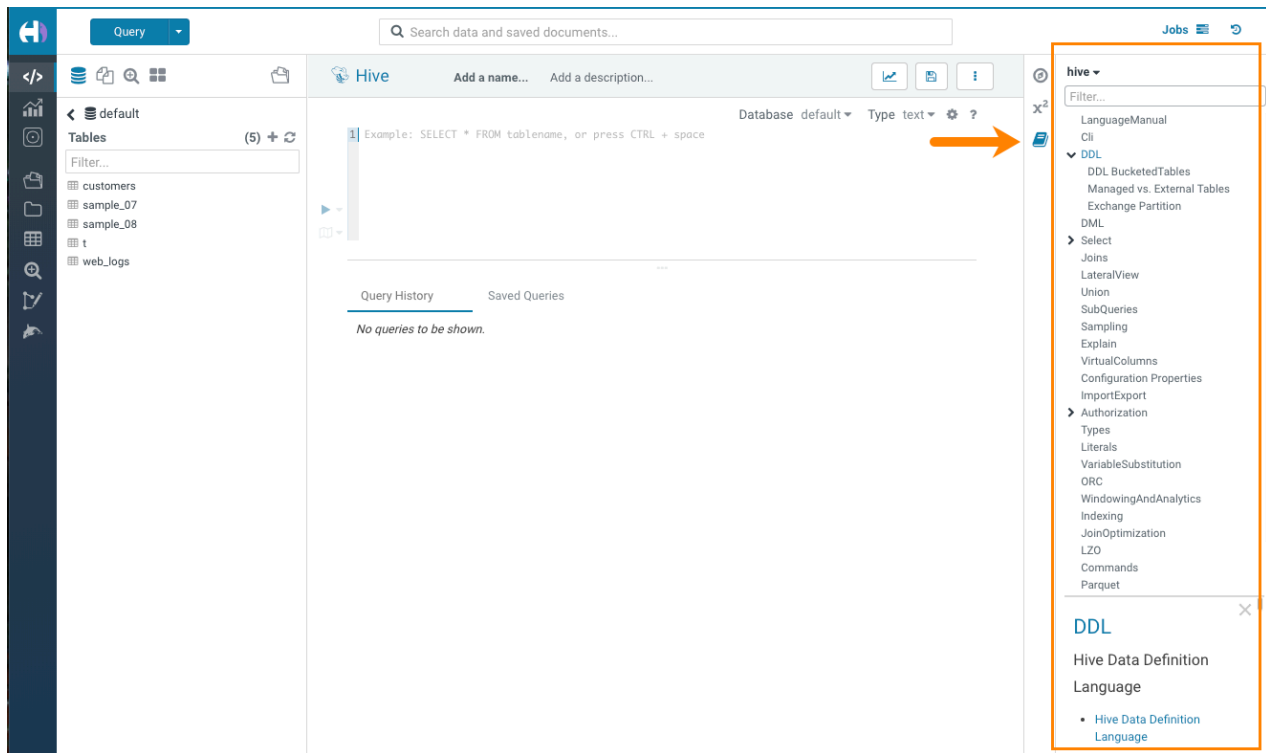 Query
Search data and saved documents...
Jobs
</>
default
Tables (5)
Filter...
customers
sample_07
sample_08
t
web_logs
Hive Add a name... Add a description...
Database default Type text ?
1 Example: SELECT * FROM tablename, or press CTRL + space
Query History Saved Queries
No queries to be shown.
x²
hive
Filter...
LanguageManual
Cli
DDL
DDL BucketedTables
Managed vs. External Tables
Exchange Partition
DML
Select
Joins
LateralView
Union
SubQueries
Sampling
Explain
VirtualColumns
Configuration Properties
ImportExport
Authorization
Types
Literals
VariableSubstitution
ORC
WindowingAndAnalytics
Indexing
JoinOptimization
LZO
Commands
Parquet
DDL
Hive Data Definition
Language
• Hive Data Definition
Language